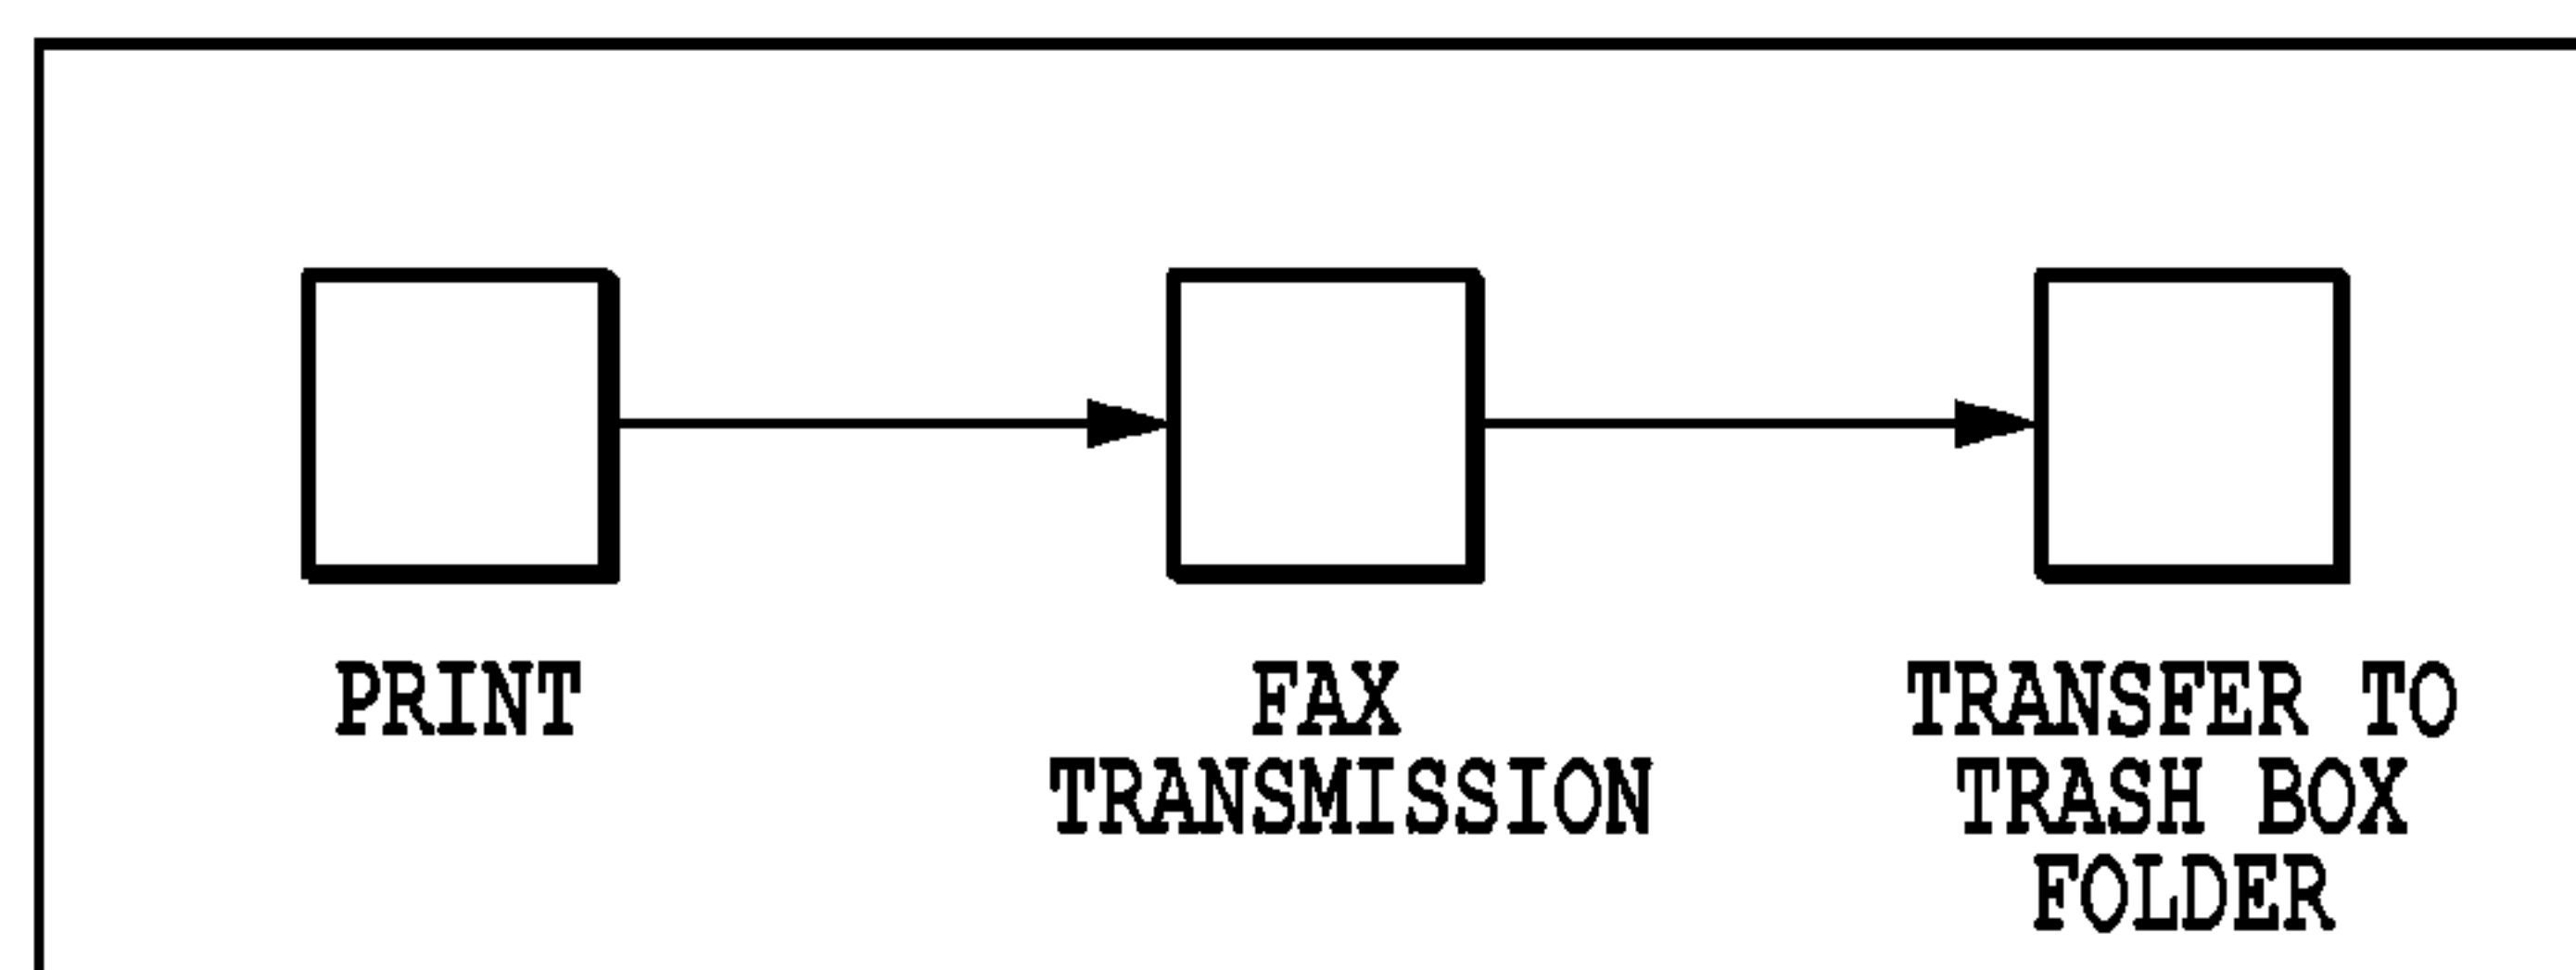 PRINT
FAX
TRANSMISSION
TRANSFER TO
TRASH BOX
FOLDER